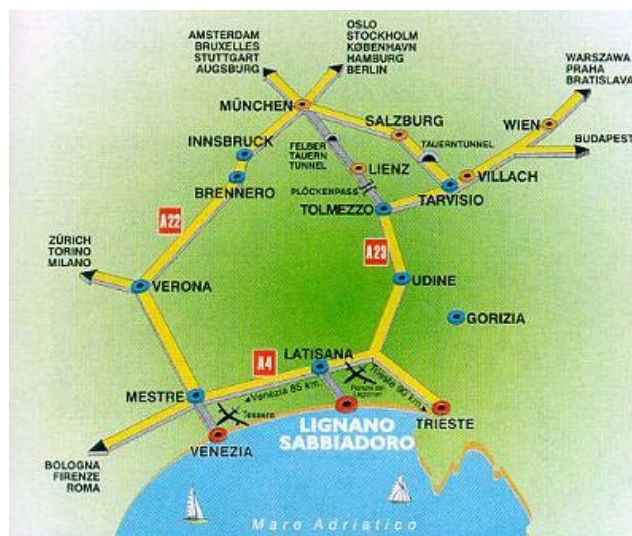 AMSTERDAM
BRUXELLES
STUTTGART
AUGSBURG
OSLO
STOCKHOLM
KØBENHAVN
HAMBURG
BERLIN
WARSZAWA
PRAHA
BRATISLAVA
MÜNCHEN
SALZBURG
WIEN
BUDAPEST
INNSBRUCK
FELBER
TAUERN
TUNNEL
TAUERNTUNNEL
LIENZ
VILLACH
BRENNERO
PLÖCKENPASS
TARVISIO
TOLMEZZO
A22
ZÜRICH
TORINO
MILANO
A23
VERONA
UDINE
GORIZIA
LATISANA
A4
Trieste 90 km.
Venezia 85 km.
MESTRE
Tessera
LIGNANO
SABBIADORO
TRIESTE
VENEZIA
BOLOGNA
FIRENZE
ROMA
Mare Adriatico